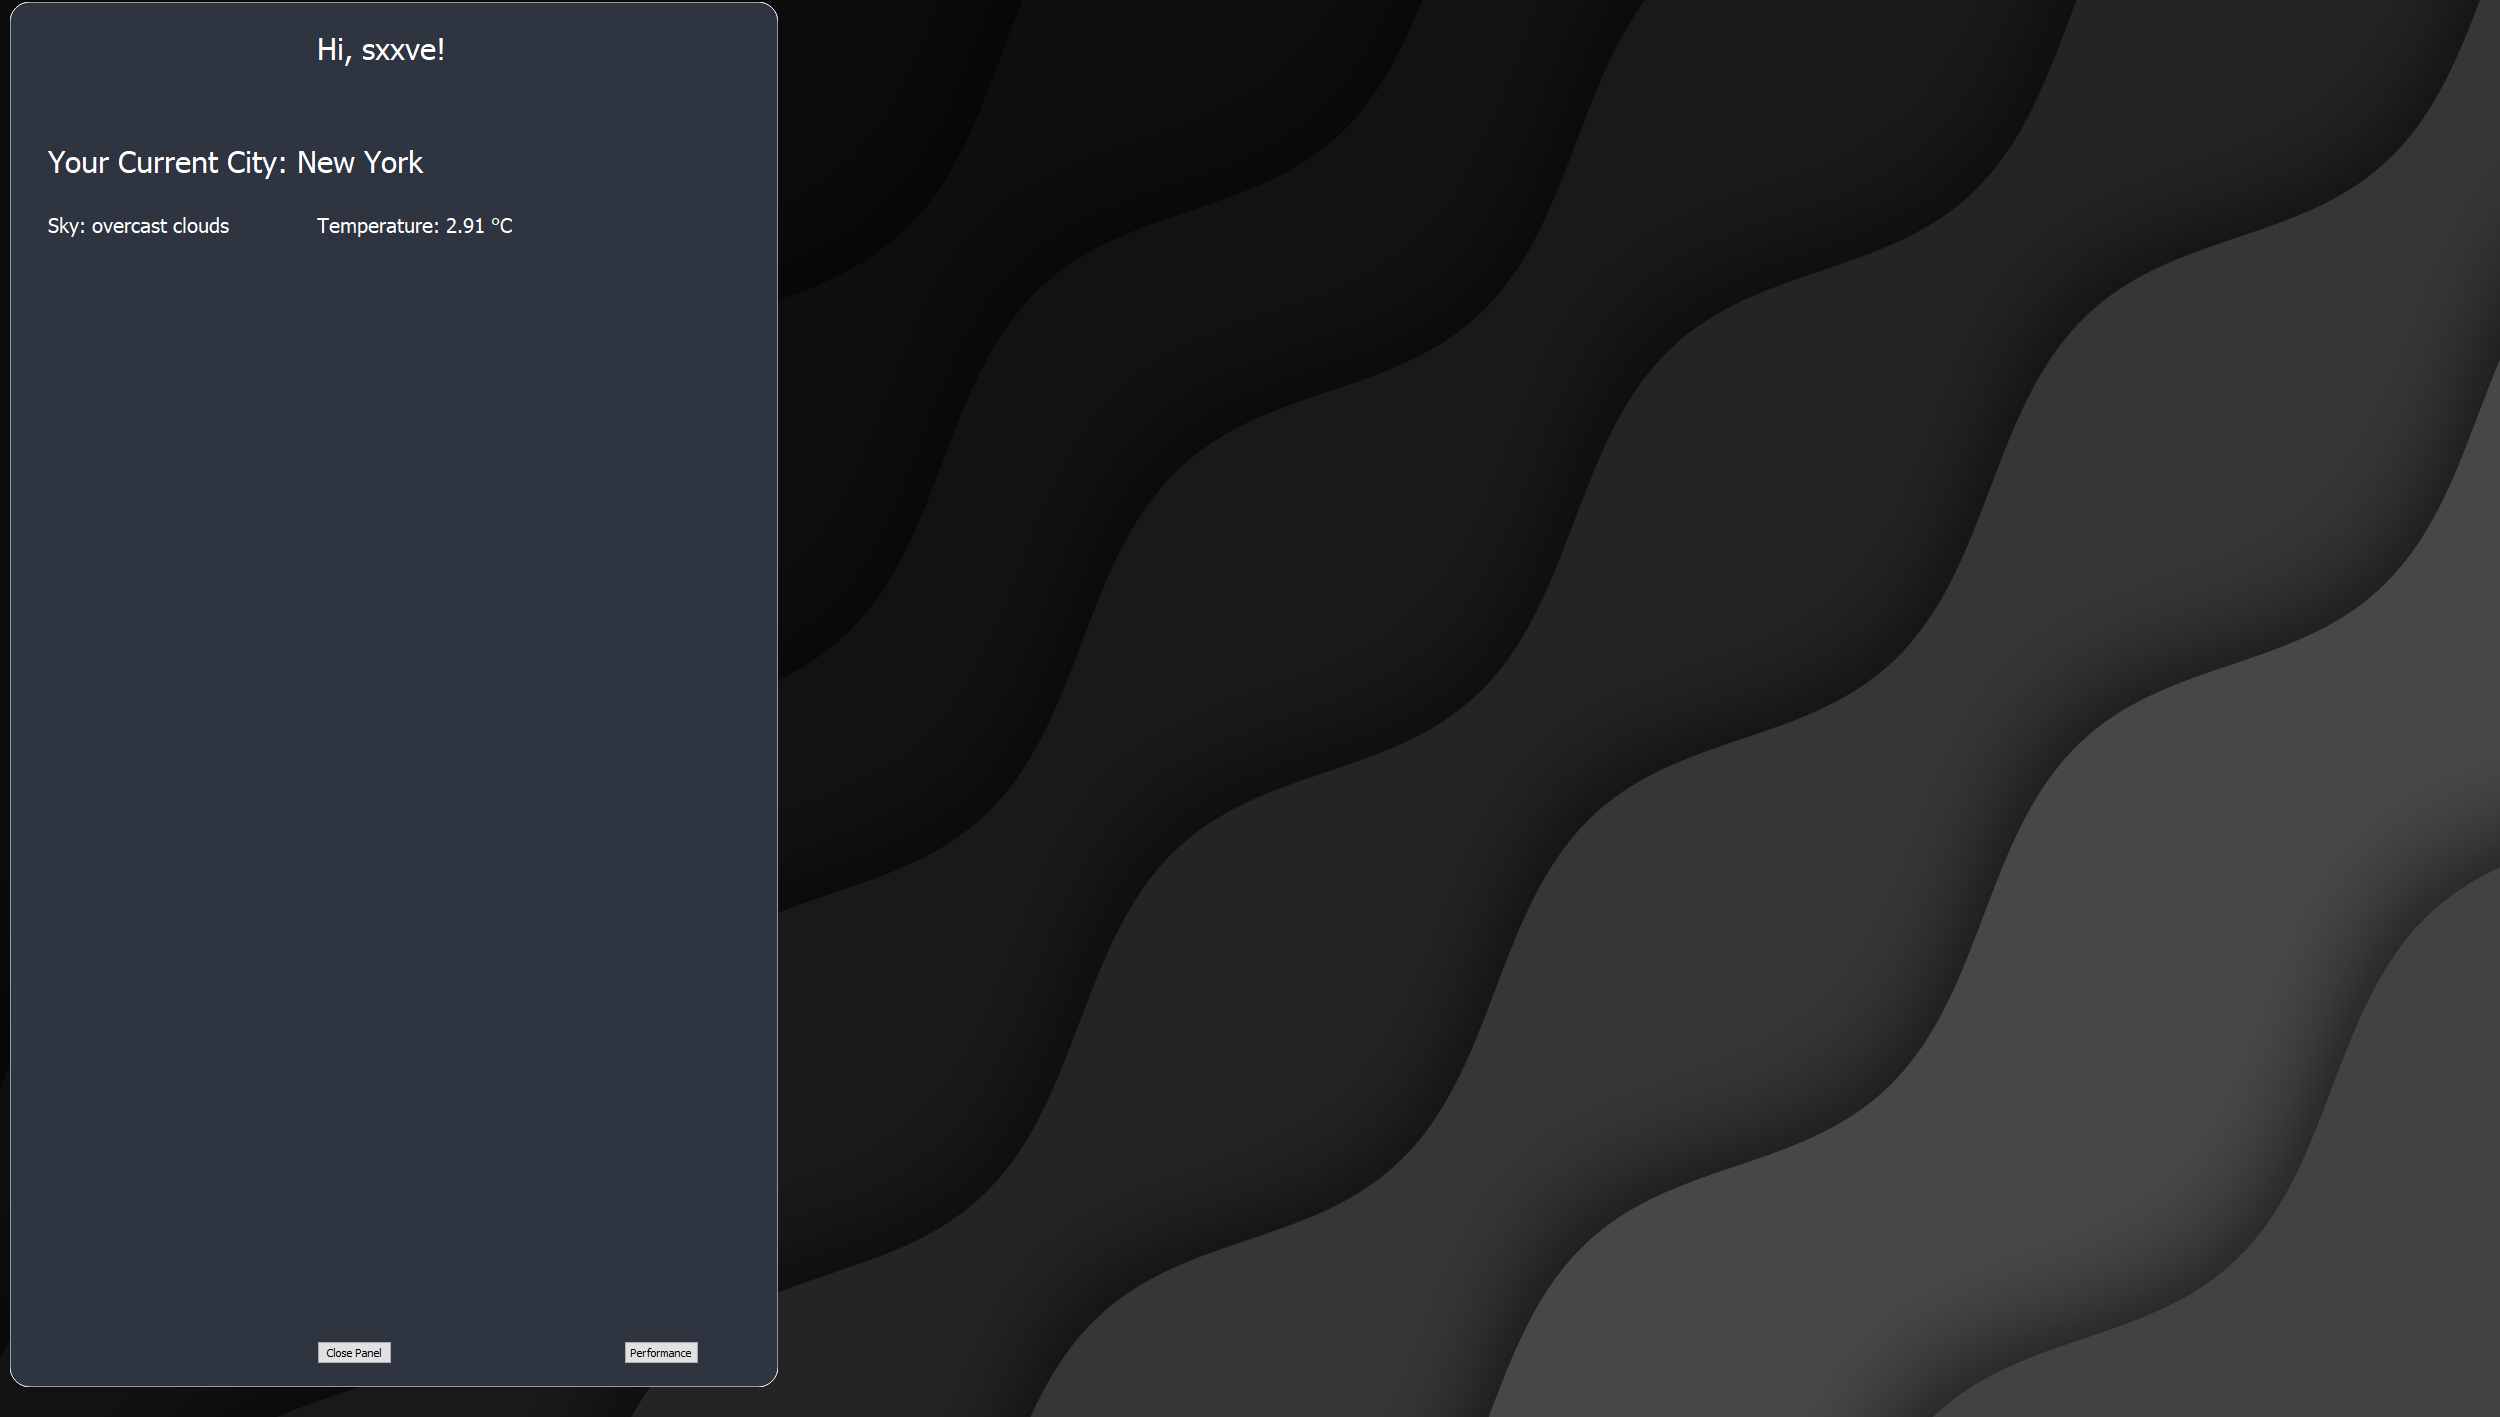 Hi, sxxve!
Your Current City: New York
Sky: overcast clouds
Temperature: 2.91 °C
Close Panel
Performance